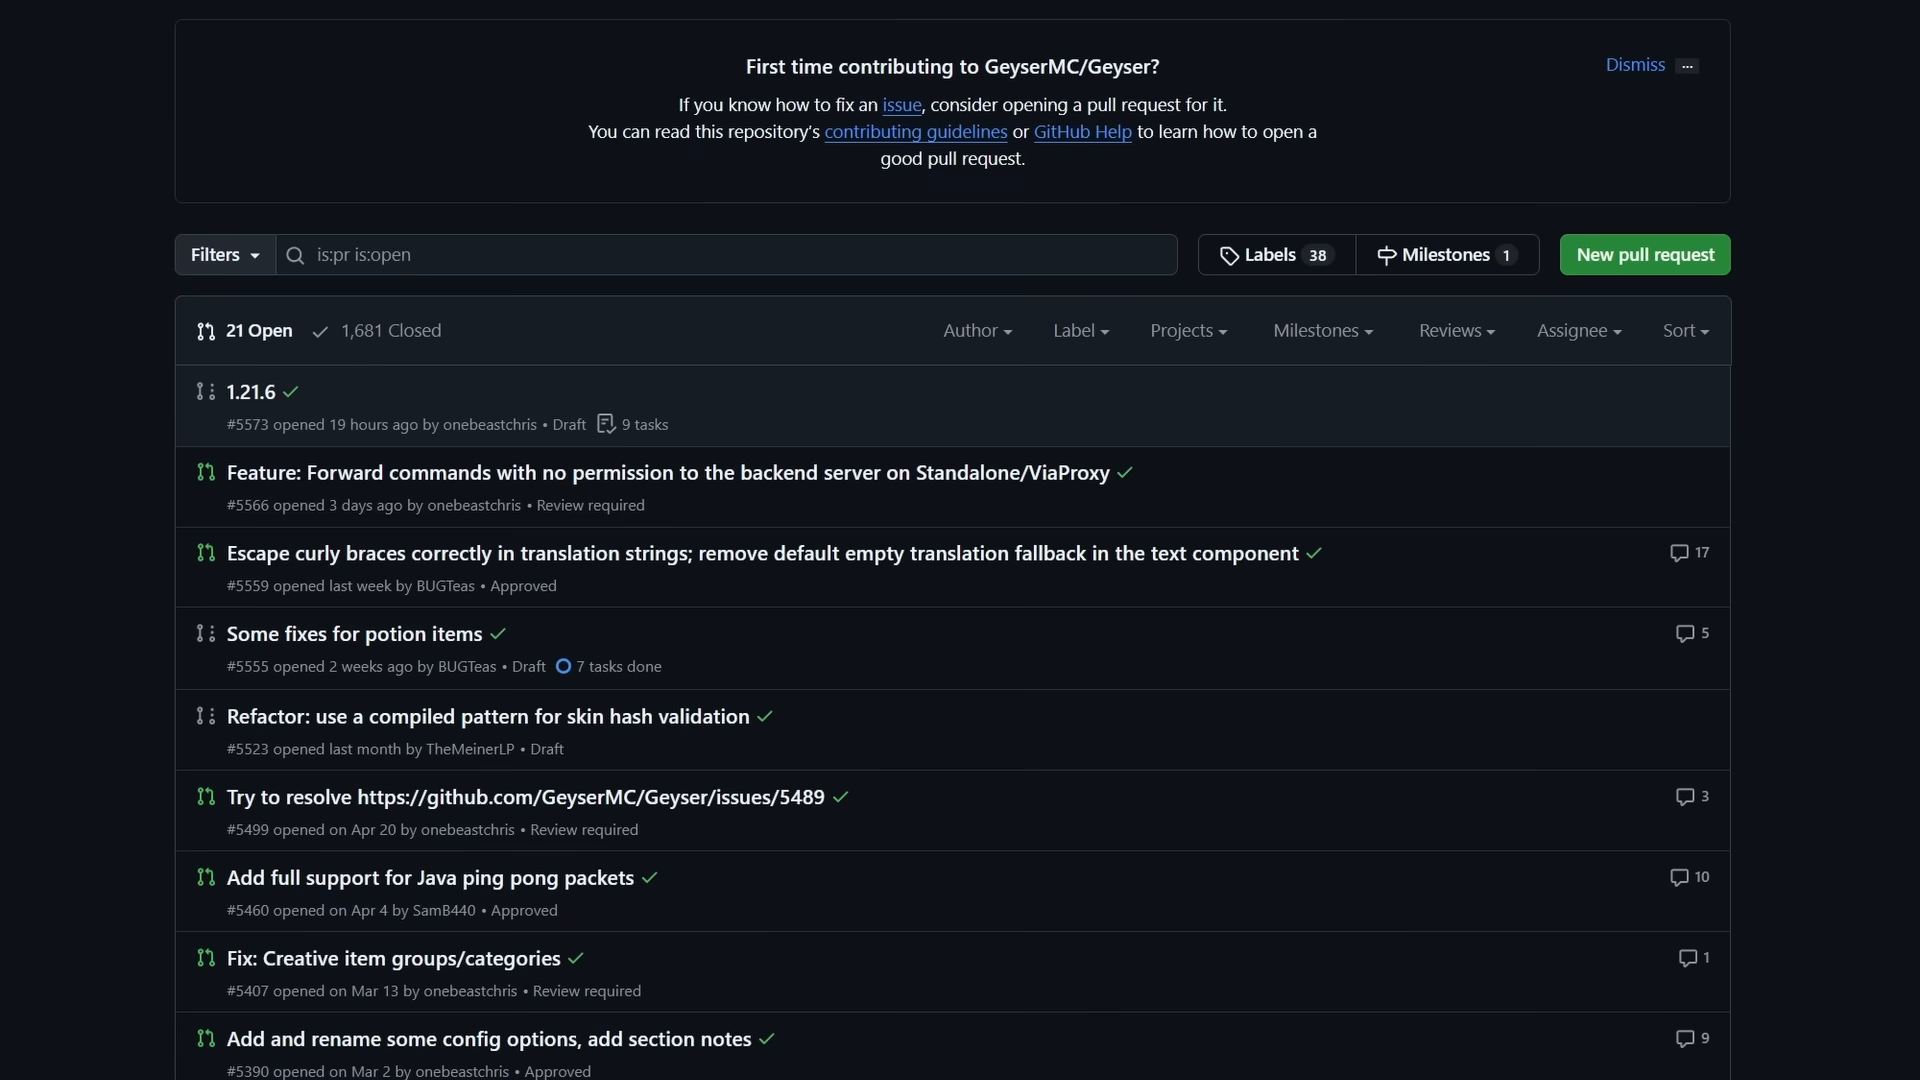 First time contributing to GeyserMC/Geyser?
Dismiss ...
If you know how to fix an issue, consider opening a pull request for it.
You can read this repository's contributing guidelines or GitHub Help to learn how to open a
good pull request.
Filters is:pr is:open Labels 38 Milestones 1 New pull request
21 Open 1,681 Closed Author Label Projects Milestones Reviews Assignee Sort
1.21.6
#5573 opened 19 hours ago by onebeastchris • Draft 9 tasks
Feature: Forward commands with no permission to the backend server on Standalone/ViaProxy
#5566 opened 3 days ago by onebeastchris • Review required
Escape curly braces correctly in translation strings; remove default empty translation fallback in the text component 17
#5559 opened last week by BUGTeas • Approved
Some fixes for potion items 5
#5555 opened 2 weeks ago by BUGTeas • Draft 7 tasks done
Refactor: use a compiled pattern for skin hash validation
#5523 opened last month by TheMeinerLP • Draft
Try to resolve https://github.com/GeyserMC/Geyser/issues/5489 3
#5499 opened on Apr 20 by onebeastchris • Review required
Add full support for Java ping pong packets 10
#5460 opened on Apr 4 by SamB440 • Approved
Fix: Creative item groups/categories 1
#5407 opened on Mar 13 by onebeastchris • Review required
Add and rename some config options, add section notes 9
#5390 opened on Mar 2 by onebeastchris • Approved